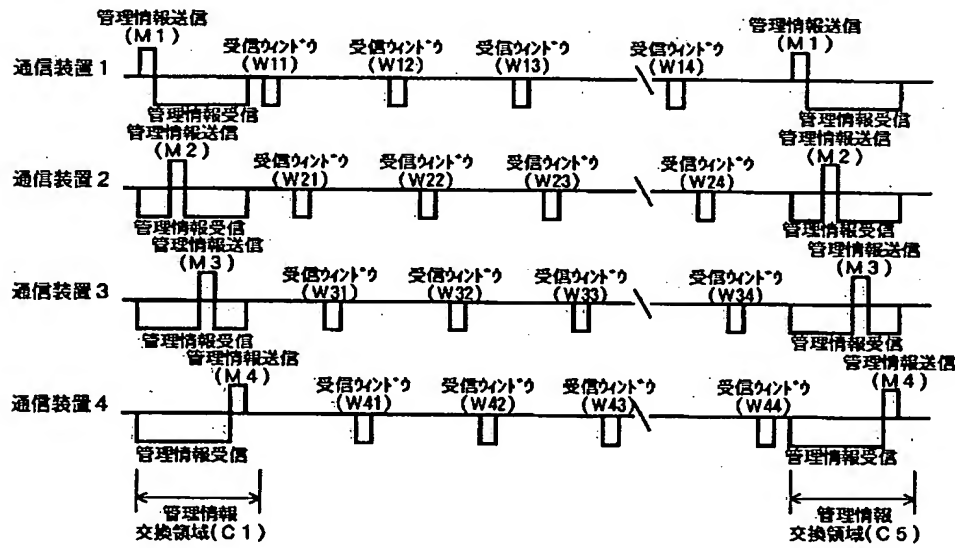 管理情報送信
(M1)
受信ウィンドウ
(W11)
受信ウィンドウ
(W12)
受信ウィンドウ
(W13)
受信ウィンドウ
(W14)
管理情報送信
(M1)
通信装置1
管理情報受信
管理情報受信
管理情報送信
(M2)
受信ウィンドウ
(W21)
受信ウィンドウ
(W22)
受信ウィンドウ
(W23)
受信ウィンドウ
(W24)
管理情報送信
(M2)
通信装置2
管理情報受信
管理情報受信
管理情報送信
(M3)
受信ウィンドウ
(W31)
受信ウィンドウ
(W32)
受信ウィンドウ
(W33)
受信ウィンドウ
(W34)
管理情報送信
(M3)
通信装置3
管理情報受信
管理情報受信
管理情報送信
(M4)
受信ウィンドウ
(W41)
受信ウィンドウ
(W42)
受信ウィンドウ
(W43)
受信ウィンドウ
(W44)
管理情報送信
(M4)
通信装置4
管理情報受信
管理情報受信
管理情報
交換領域(C1)
管理情報
交換領域(C5)